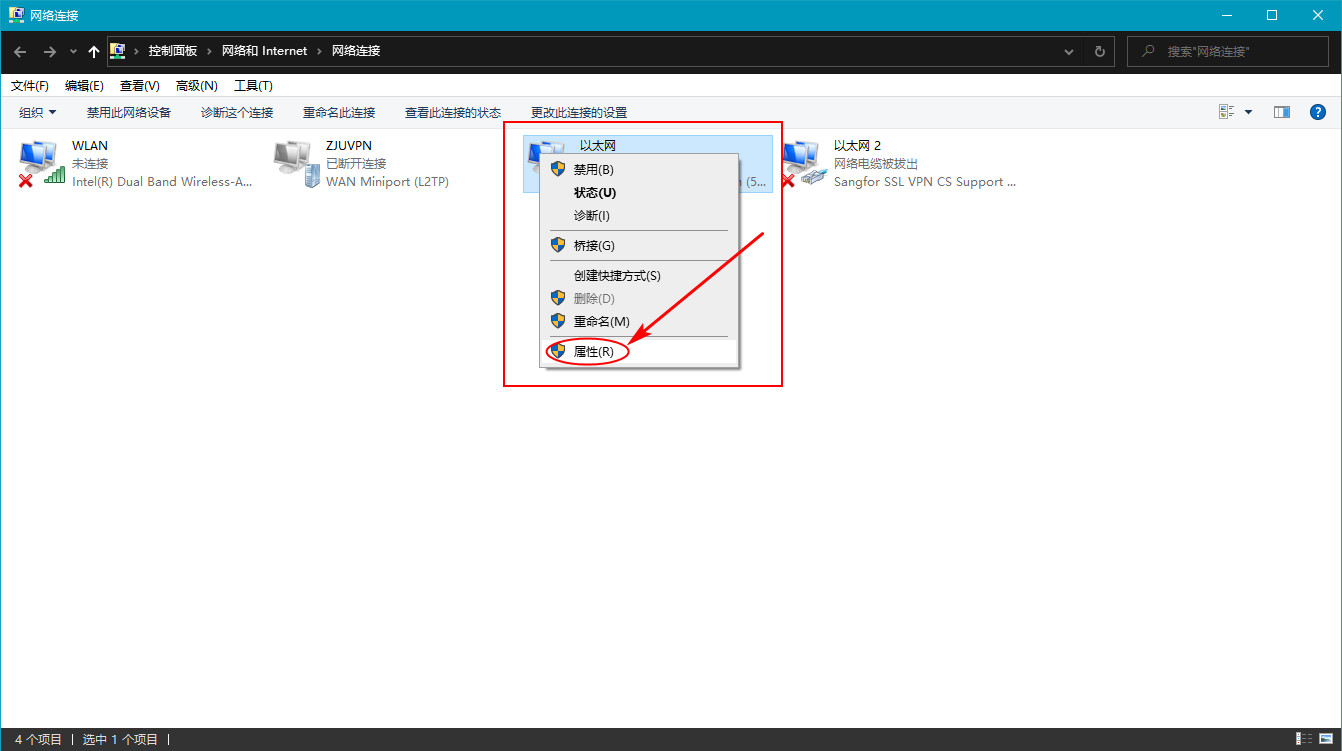 网络连接
控制面板 › 网络和 Internet › 网络连接
搜索"网络连接"
文件(F) 编辑(E) 查看(V) 高级(N) 工具(T)
组织 禁用此网络设备 诊断这个连接 重命名此连接 查看此连接的状态 更改此连接的设置
WLAN
未连接
Intel(R) Dual Band Wireless-A...
ZJUVPN
已断开连接
WAN Miniport (L2TP)
以太网
(5...
以太网 2
网络电缆被拔出
Sangfor SSL VPN CS Support ...
禁用(B)
状态(U)
诊断(I)
桥接(G)
创建快捷方式(S)
删除(D)
重命名(M)
属性(R)
4 个项目 | 选中 1 个项目 |